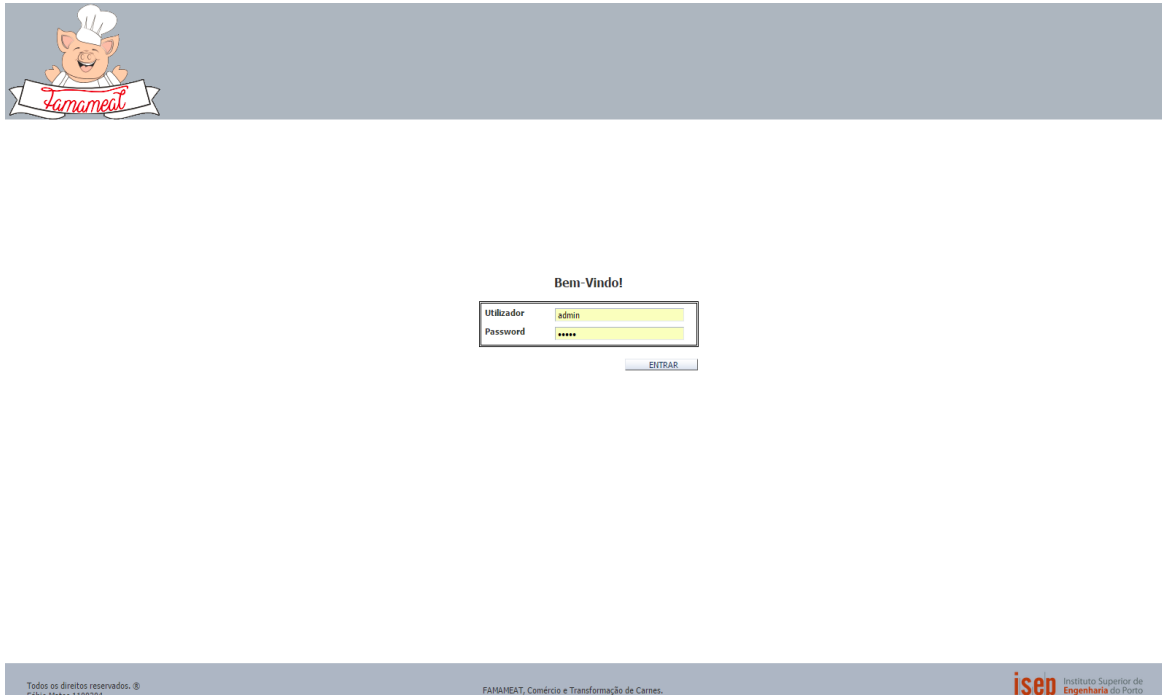 Famameat
Bem-Vindo!
Utilizador admin
Password •••••
ENTRAR
Todos os direitos reservados. ®
FAMAMEAT, Comércio e Transformação de Carnes.
isep Instituto Superior de
Engenharia do Porto